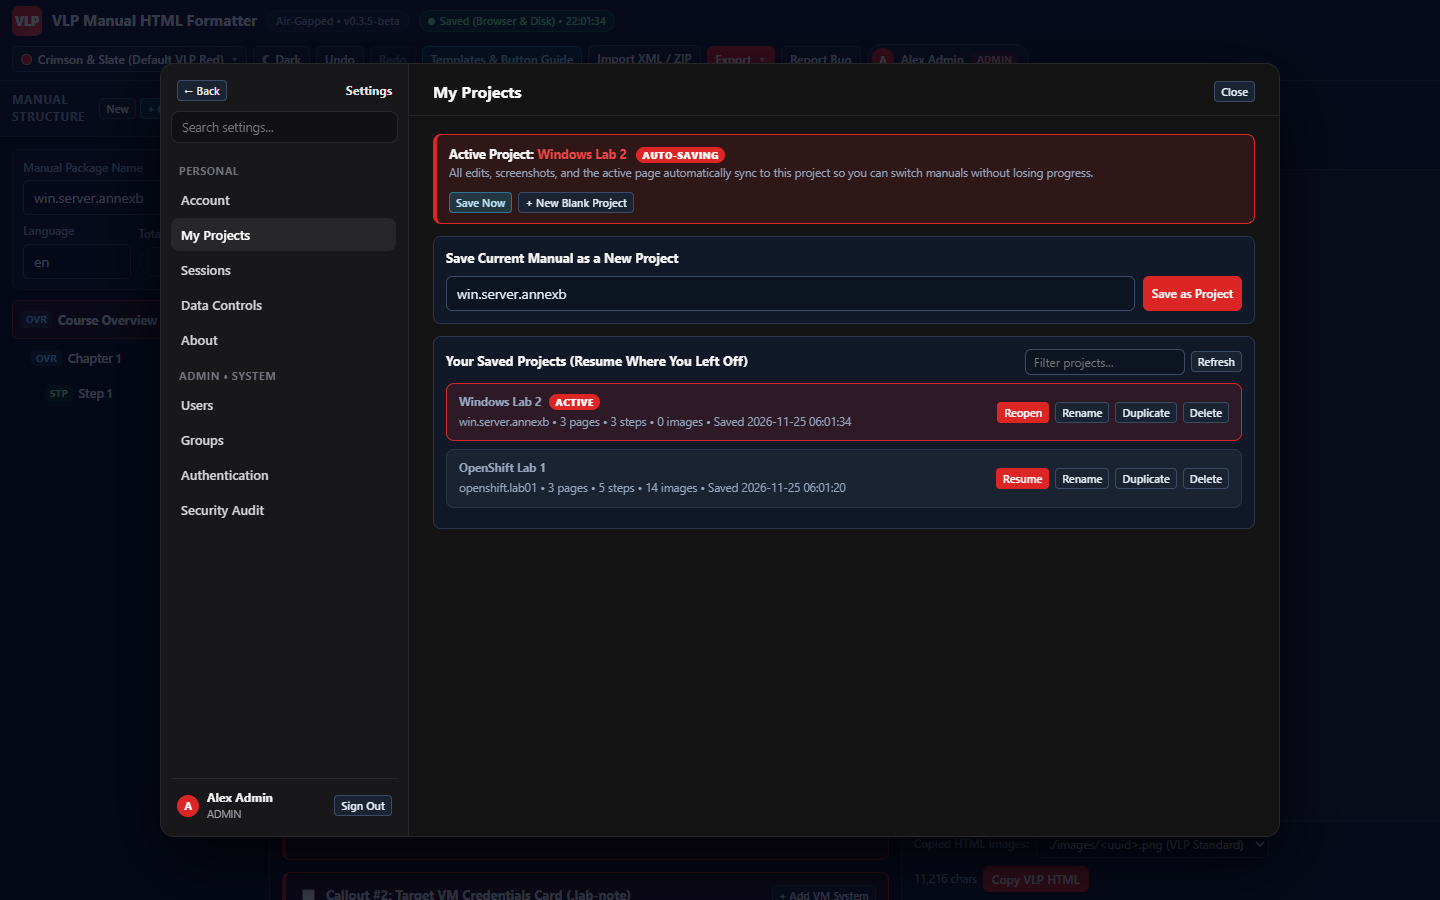 VLP VLP Manual HTML Formatter Air-Gapped • v0.3.5-beta Saved (Browser & Disk) • 22:01:34
Crimson & Slate (Default VLP Red) Dark Undo Redo Templates & Button Guide Import XML / ZIP Export Report Bug A Alex Admin ADMIN
MANUAL STRUCTURE New +
Manual Package Name
win.server.annexb
Language Tota
en
OVR Course Overview
OVR Chapter 1
STP Step 1
← Back Settings
Search settings...
PERSONAL
Account
My Projects
Sessions
Data Controls
About
ADMIN • SYSTEM
Users
Groups
Authentication
Security Audit
A Alex Admin
ADMIN
Sign Out
My Projects Close
Active Project: Windows Lab 2 AUTO-SAVING
All edits, screenshots, and the active page automatically sync to this project so you can switch manuals without losing progress.
Save Now + New Blank Project
Save Current Manual as a New Project
win.server.annexb Save as Project
Your Saved Projects (Resume Where You Left Off) Filter projects... Refresh
Windows Lab 2 ACTIVE
win.server.annexb • 3 pages • 3 steps • 0 images • Saved 2026-11-25 06:01:34
Reopen Rename Duplicate Delete
OpenShift Lab 1
openshift.lab01 • 3 pages • 5 steps • 14 images • Saved 2026-11-25 06:01:20
Resume Rename Duplicate Delete
Copied HTML Images: ./images/<uuid>.png (VLP Standard)
11,216 chars Copy VLP HTML
Callout #2: Target VM Credentials Card (.lab-note) + Add VM System